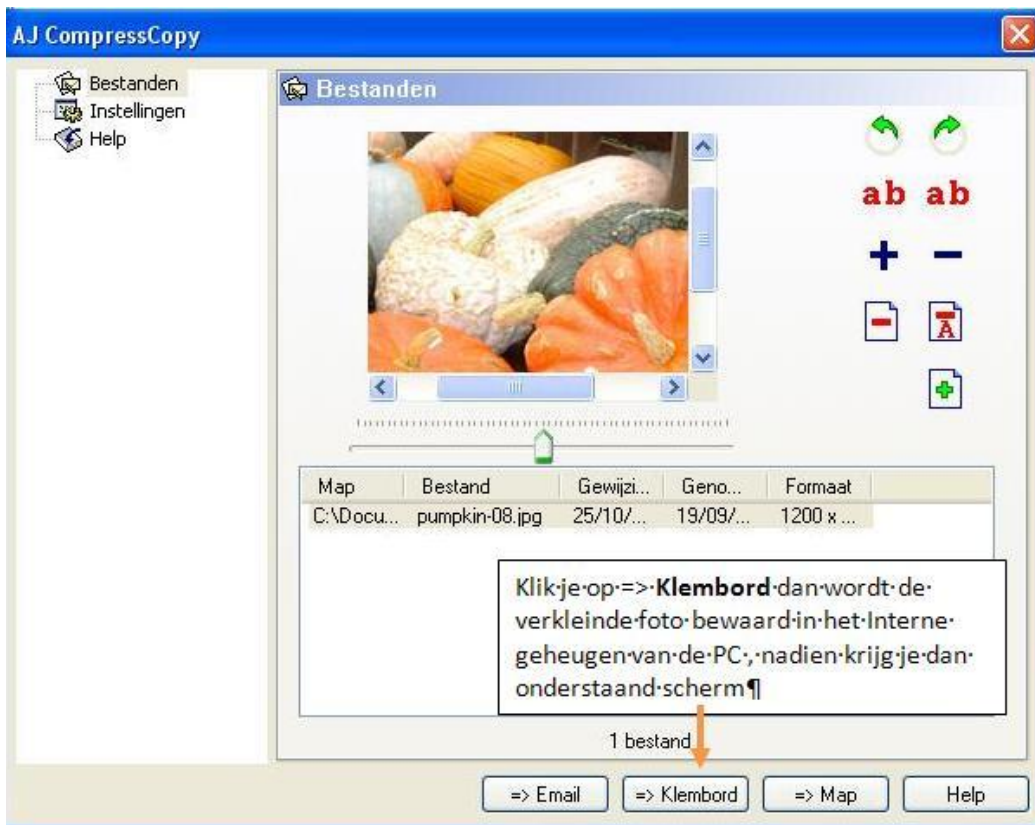 AJ CompressCopy
Bestanden
Instellingen
Help
Bestanden
ab ab
A
Map Bestand Gewijzi... Geno... Formaat
C:\Docu... pumpkin-08.jpg 25/10/... 19/09/... 1200 x ...
Klik·je·op·=>·Klembord·dan·wordt·de·
verkleinde·foto·bewaard·in·het·Interne·
geheugen·van·de·PC·,·nadien·krijg·je·dan·
onderstaand·scherm¶
1 bestand
=> Email => Klembord => Map Help